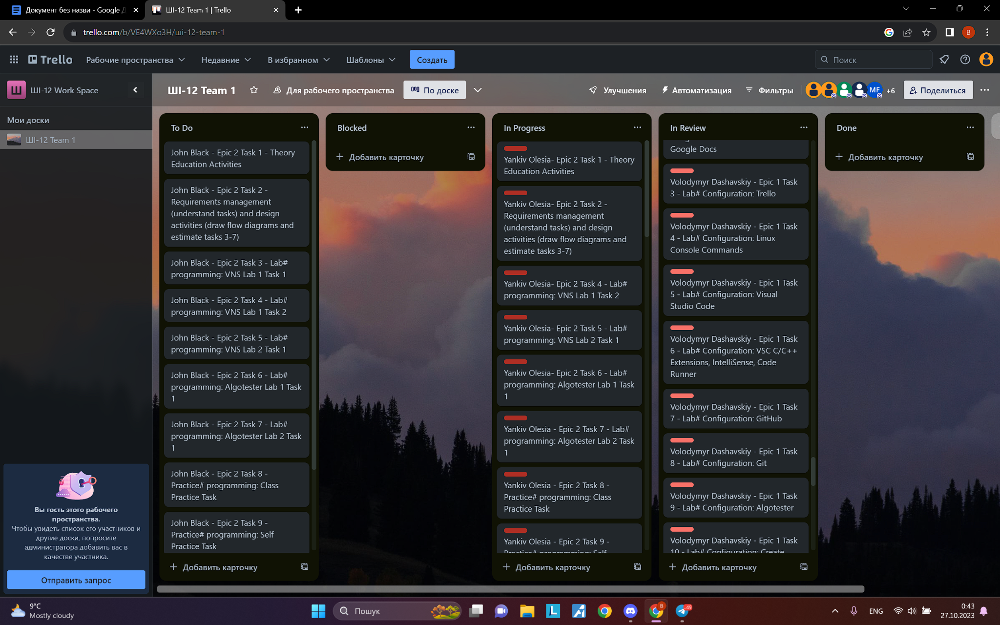 Документ без назви - Google Д
ШІ-12 Team 1 | Trello
trello.com/b/VE4WXo3H/ші-12-team-1
B
Trello
Рабочие пространства
Недавние
В избранном
Шаблоны
Создать
Поиск
Ш
ШІ-12 Work Space
ШІ-12 Team 1
Для рабочего пространства
По доске
Улучшения
Автоматизация
Фильтры
MF
+6
Поделиться
Мои доски
ШІ-12 Team 1
Вы гость этого рабочего
пространства.
Чтобы увидеть список его участников и
другие доски, попросите
администратора добавить вас в
качестве участника.
Отправить запрос
To Do
John Black - Epic 2 Task 1 - Theory
Education Activities
John Black - Epic 2 Task 2 -
Requirements management
(understand tasks) and design
activities (draw flow diagrams and
estimate tasks 3-7)
John Black - Epic 2 Task 3 - Lab#
programming: VNS Lab 1 Task 1
John Black - Epic 2 Task 4 - Lab#
programming: VNS Lab 1 Task 2
John Black - Epic 2 Task 5 - Lab#
programming: VNS Lab 2 Task 1
John Black - Epic 2 Task 6 - Lab#
programming: Algotester Lab 1 Task
1
John Black - Epic 2 Task 7 - Lab#
programming: Algotester Lab 2 Task
1
John Black - Epic 2 Task 8 -
Practice# programming: Class
Practice Task
John Black - Epic 2 Task 9 -
Practice# programming: Self
Practice Task
Добавить карточку
Blocked
Добавить карточку
In Progress
Yankiv Olesia- Epic 2 Task 1 - Theory
Education Activities
Yankiv Olesia- Epic 2 Task 2 -
Requirements management
(understand tasks) and design
activities (draw flow diagrams and
estimate tasks 3-7)
Yankiv Olesia- Epic 2 Task 4 - Lab#
programming: VNS Lab 1 Task 2
Yankiv Olesia- Epic 2 Task 5 - Lab#
programming: VNS Lab 2 Task 1
Yankiv Olesia- Epic 2 Task 6 - Lab#
programming: Algotester Lab 1 Task
1
Yankiv Olesia - Epic 2 Task 7 - Lab#
programming: Algotester Lab 2 Task
1
Yankiv Olesia - Epic 2 Task 8 -
Practice# programming: Class
Practice Task
Yankiv Olesia - Epic 2 Task 9 -
Practice# programming: Self
Добавить карточку
In Review
Google Docs
Volodymyr Dashavskiy - Epic 1 Task
3 - Lab# Configuration: Trello
Volodymyr Dashavskiy - Epic 1 Task
4 - Lab# Configuration: Linux
Console Commands
Volodymyr Dashavskiy - Epic 1 Task
5 - Lab# Configuration: Visual
Studio Code
Volodymyr Dashavskiy - Epic 1 Task
6 - Lab# Configuration: VSC C/C++
Extensions, IntelliSense, Code
Runner
Volodymyr Dashavskiy - Epic 1 Task
7 - Lab# Configuration: GitHub
Volodymyr Dashavskiy - Epic 1 Task
8 - Lab# Configuration: Git
Volodymyr Dashavskiy - Epic 1 Task
9 - Lab# Configuration: Algotester
Volodymyr Dashavskiy - Epic 1 Task
10 - Lab# Configuration: Create
Добавить карточку
Done
Добавить карточку
9°C
Mostly cloudy
Пошук
L
B
49
ENG
0:43
27.10.2023